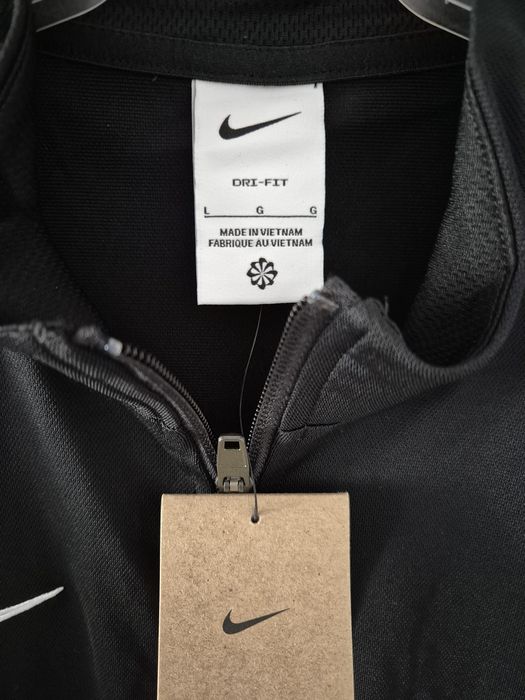 DRI-FIT
L G G
MADE IN VIETNAM
FABRIQUE AU VIETNAM